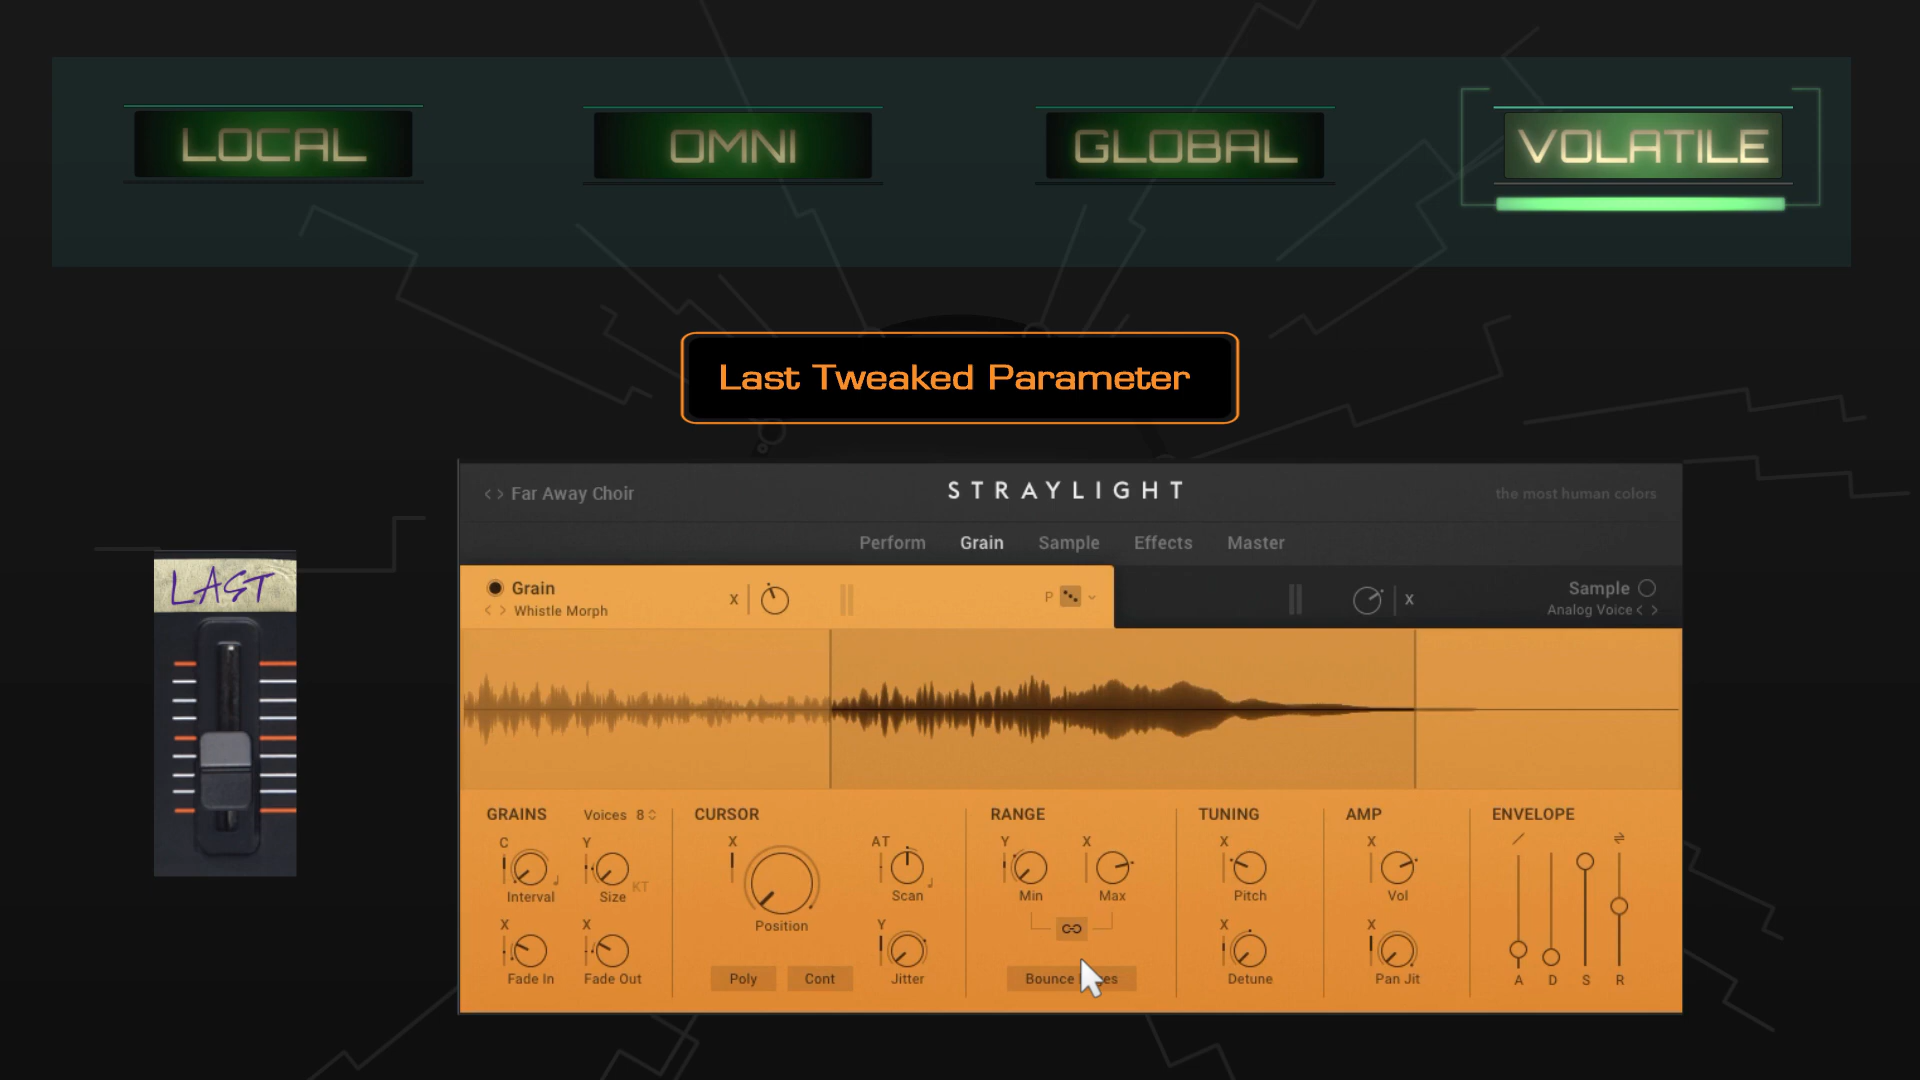 LOCAL
OMNI
GLOBAL
VOLATILE
Last Tweaked Parameter
LAST
Far Away Choir
STRAYLIGHT
the most human colors
Perform Grain Sample Effects Master
Grain
Whistle Morph
X
P
X
Sample
Analog Voice
GRAINS
Voices 8
C
Interval
Y
Size
KT
X
Fade In
X
Fade Out
CURSOR
X
Position
AT
Scan
Y
Jitter
Poly
Cont
RANGE
Y
Min
X
Max
Bounce
TUNING
X
Pitch
X
Detune
AMP
X
Vol
X
Pan Jit
ENVELOPE
A D S R